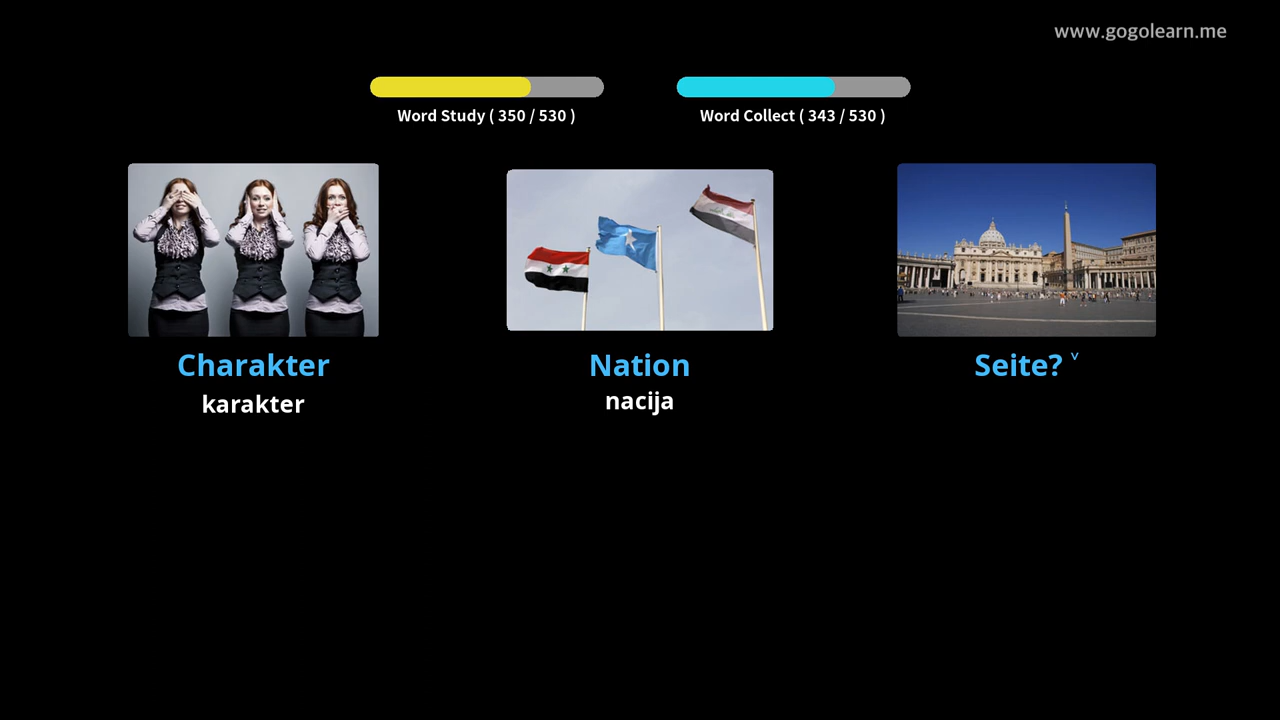 www.gogolearn.me
Word Study ( 350 / 530 )
Word Collect ( 343 / 530 )
Charakter
karakter
Nation
nacija
Seite? ᵛ